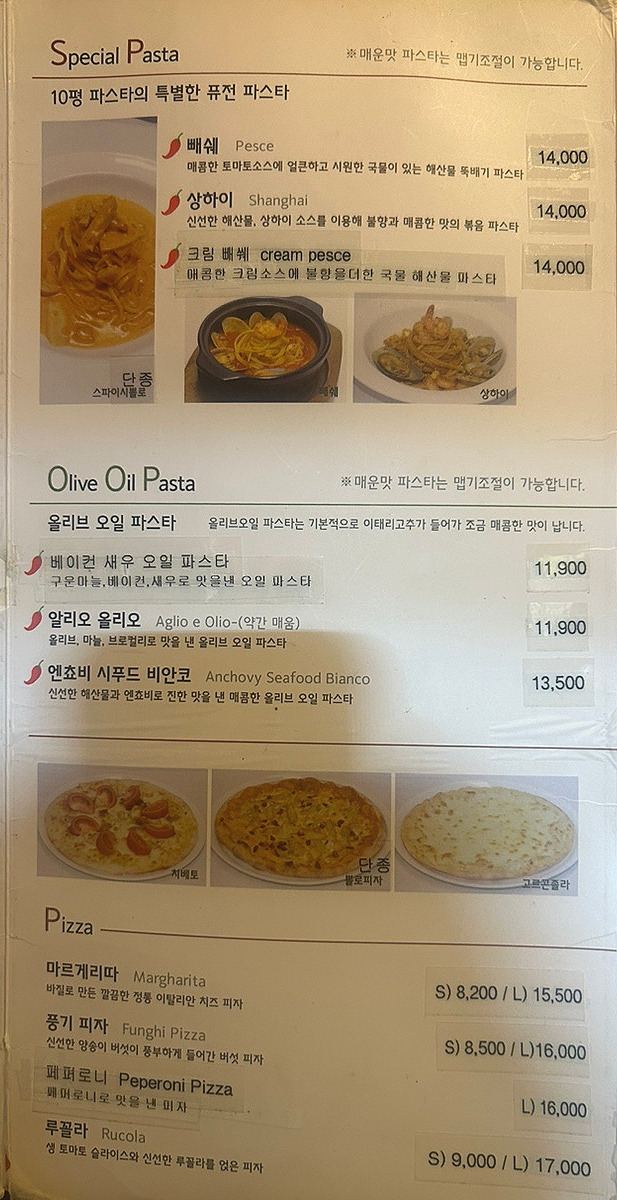 Special Pasta
※매운맛 파스타는 맵기조절이 가능합니다.
10평 파스타의 특별한 퓨전 파스타
빼쉐 Pesce 14,000
매콤한 토마토소스에 얼큰하고 시원한 국물이 있는 해산물 뚝배기 파스타
상하이 Shanghai 14,000
신선한 해산물, 상하이 소스를 이용해 불향과 매콤한 맛의 볶음 파스타
크림 빼쉐 cream pesce 14,000
매콤한 크림소스에 불향을더한 국물 해산물 파스타
단종
스파이시뽈로
빼쉐
상하이
Olive Oil Pasta
※매운맛 파스타는 맵기조절이 가능합니다.
올리브 오일 파스타 올리브오일 파스타는 기본적으로 이태리고추가 들어가 조금 매콤한 맛이 납니다.
베이컨 새우 오일 파스타 11,900
구운마늘,베이컨,새우로 맛을낸 오일 파스타
알리오 올리오 Aglio e Olio-(약간 매움) 11,900
올리브, 마늘, 브로컬리로 맛을 낸 올리브 오일 파스타
엔쵸비 시푸드 비안코 Anchovy Seafood Bianco 13,500
신선한 해산물과 엔쵸비로 진한 맛을 낸 매콤한 올리브 오일 파스타
치베토
단종
뽈로피자
고르곤졸라
Pizza
마르게리따 Margharita S) 8,200 / L) 15,500
바질로 만든 깔끔한 정통 이탈리안 치즈 피자
풍기 피자 Funghi Pizza S) 8,500 / L)16,000
신선한 양송이 버섯이 풍부하게 들어간 버섯 피자
페퍼로니 Peperoni Pizza L) 16,000
페퍼로니로 맛을 낸 피자
루꼴라 Rucola S) 9,000 / L) 17,000
생 토마토 슬라이스와 신선한 루꼴라를 얹은 피자